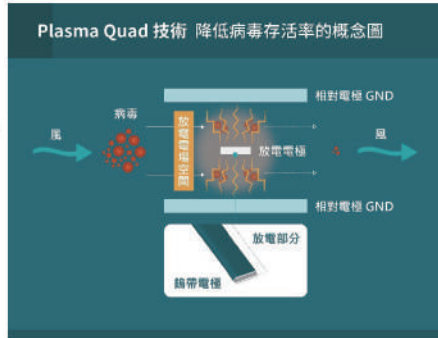 Plasma Quad 技術 降低病毒存活率的概念圖
相對電極 GND
病毒
風
放電電場空間
放電電極
風
相對電極 GND
放電部分
鎢帶電極